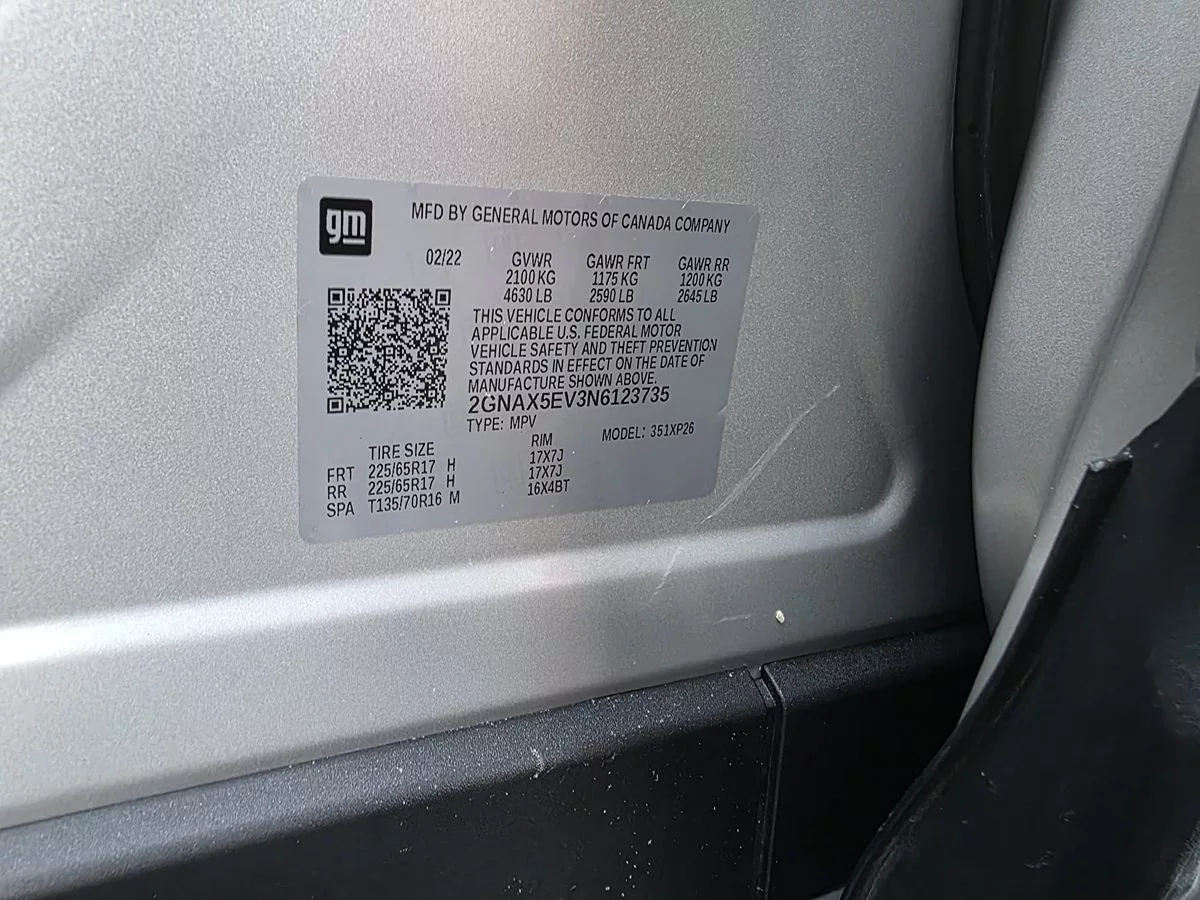 gm
MFD BY GENERAL MOTORS OF CANADA COMPANY
02/22 GVWR GAWR FRT GAWR RR
2100 KG 1175 KG 1200 KG
4630 LB 2590 LB 2645 LB
THIS VEHICLE CONFORMS TO ALL
APPLICABLE U.S. FEDERAL MOTOR
VEHICLE SAFETY AND THEFT PREVENTION
STANDARDS IN EFFECT ON THE DATE OF
MANUFACTURE SHOWN ABOVE.
2GNAX5EV3N6123735
TYPE: MPV MODEL: 351XP26
TIRE SIZE RIM
FRT 225/65R17 H 17X7J
RR 225/65R17 H 17X7J
SPA T135/70R16 M 16X4BT